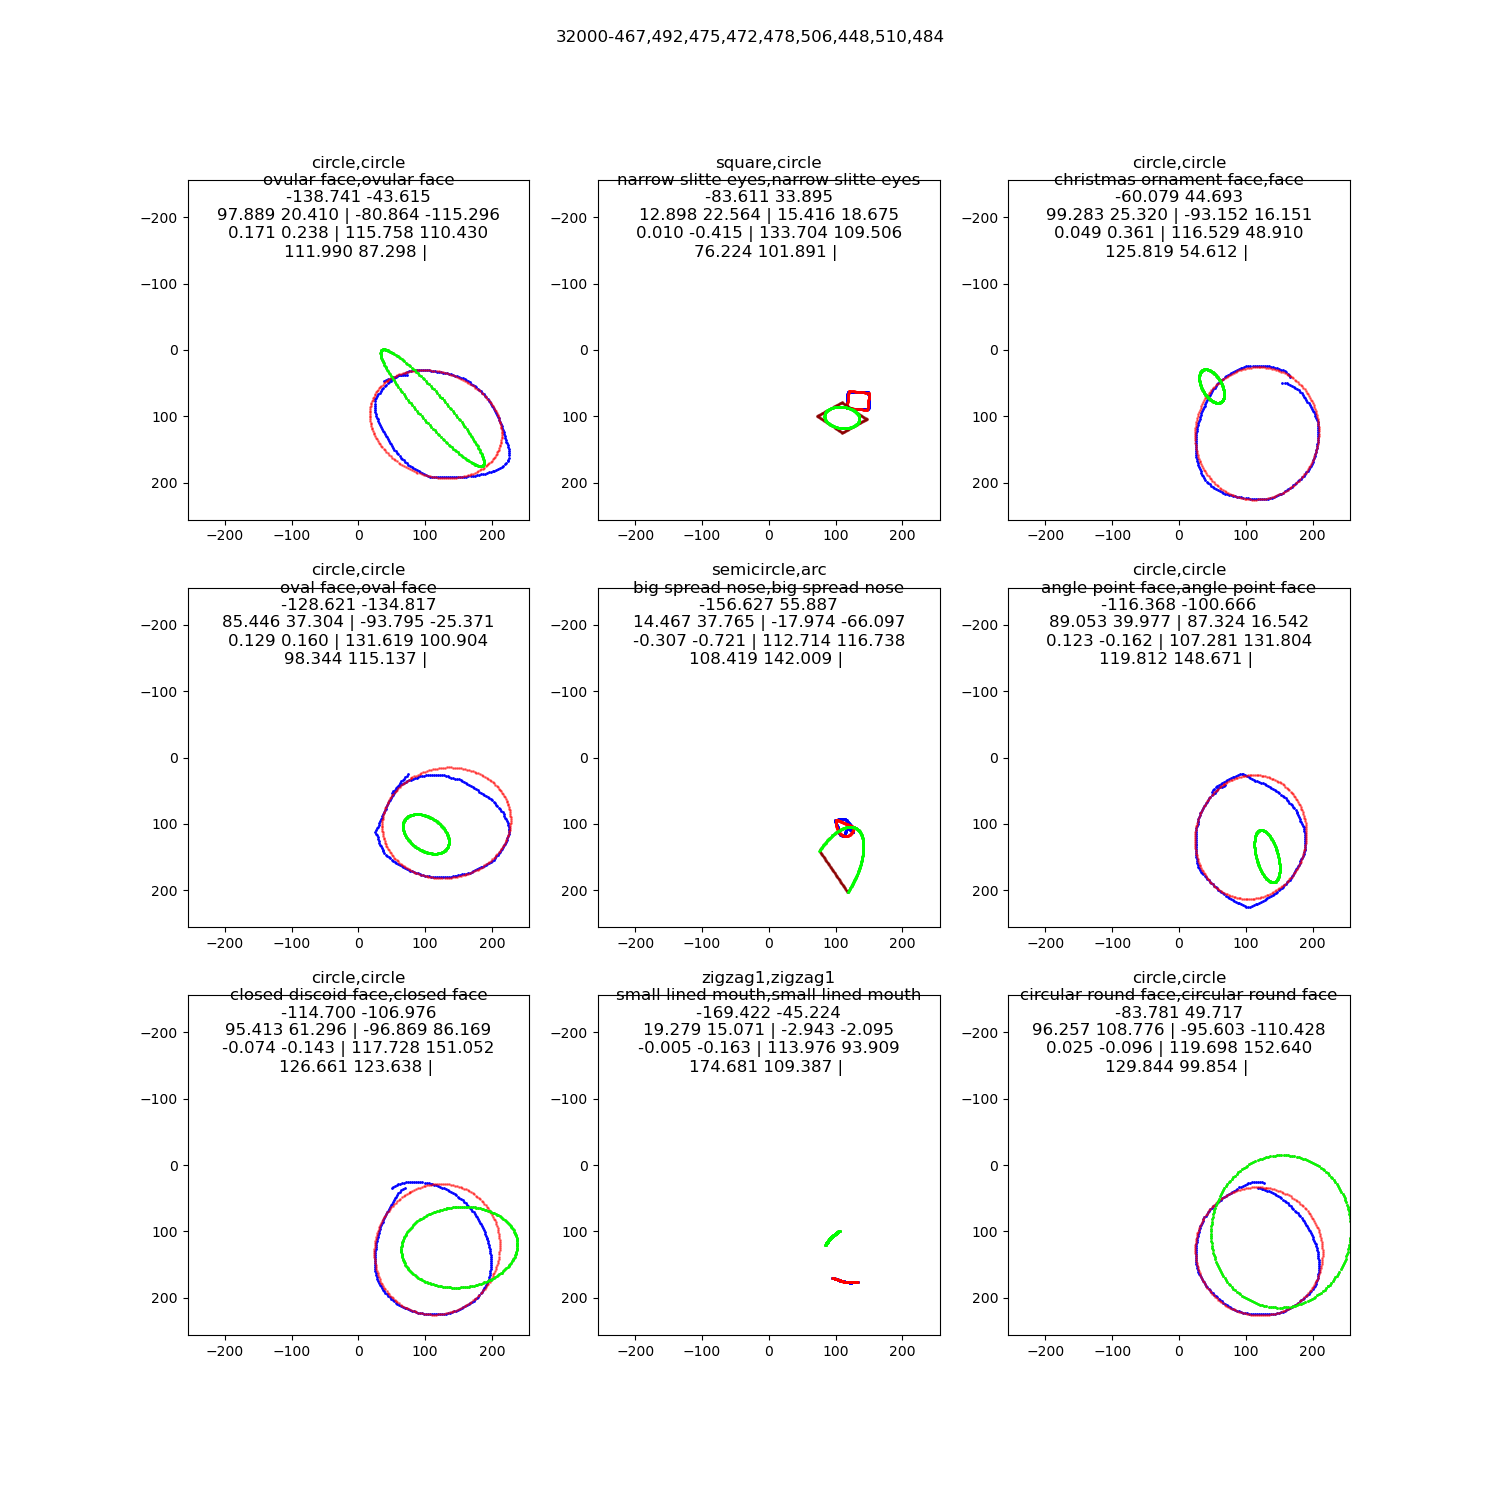 32000-467,492,475,472,478,506,448,510,484
circle,circle
ovular face,ovular face
-138.741 -43.615
97.889 20.410 | -80.864 -115.296
0.171 0.238 | 115.758 110.430
111.990 87.298 |
−200
−100
0
100
200
−200 −100 0 100 200
square,circle
narrow slitte eyes,narrow slitte eyes
-83.611 33.895
12.898 22.564 | 15.416 18.675
0.010 -0.415 | 133.704 109.506
76.224 101.891 |
−200
−100
0
100
200
−200 −100 0 100 200
circle,circle
christmas ornament face,face
-60.079 44.693
99.283 25.320 | -93.152 16.151
0.049 0.361 | 116.529 48.910
125.819 54.612 |
−200
−100
0
100
200
−200 −100 0 100 200
circle,circle
oval face,oval face
-128.621 -134.817
85.446 37.304 | -93.795 -25.371
0.129 0.160 | 131.619 100.904
98.344 115.137 |
−200
−100
0
100
200
−200 −100 0 100 200
semicircle,arc
big spread nose,big spread nose
-156.627 55.887
14.467 37.765 | -17.974 -66.097
-0.307 -0.721 | 112.714 116.738
108.419 142.009 |
−200
−100
0
100
200
−200 −100 0 100 200
circle,circle
angle point face,angle point face
-116.368 -100.666
89.053 39.977 | 87.324 16.542
0.123 -0.162 | 107.281 131.804
119.812 148.671 |
−200
−100
0
100
200
−200 −100 0 100 200
circle,circle
closed discoid face,closed face
-114.700 -106.976
95.413 61.296 | -96.869 86.169
-0.074 -0.143 | 117.728 151.052
126.661 123.638 |
−200
−100
0
100
200
−200 −100 0 100 200
zigzag1,zigzag1
small lined mouth,small lined mouth
-169.422 -45.224
19.279 15.071 | -2.943 -2.095
-0.005 -0.163 | 113.976 93.909
174.681 109.387 |
−200
−100
0
100
200
−200 −100 0 100 200
circle,circle
circular round face,circular round face
-83.781 49.717
96.257 108.776 | -95.603 -110.428
0.025 -0.096 | 119.698 152.640
129.844 99.854 |
−200
−100
0
100
200
−200 −100 0 100 200